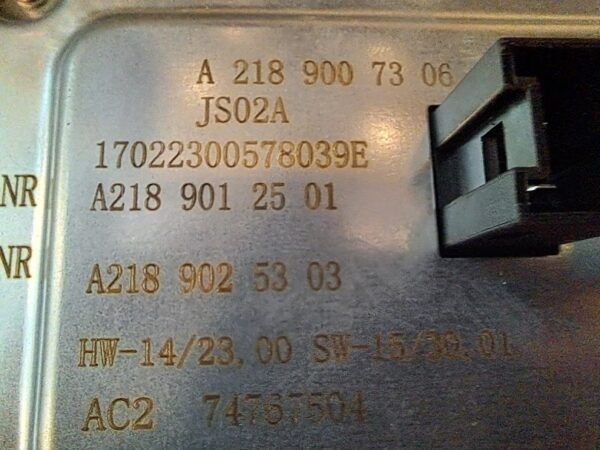 A 218 900 73 06
JS02A
17022300578039E
NR A218 901 25 01
NR A218 902 53 03
HW-14/23.00 SW-15/30.01
AC2 74767504